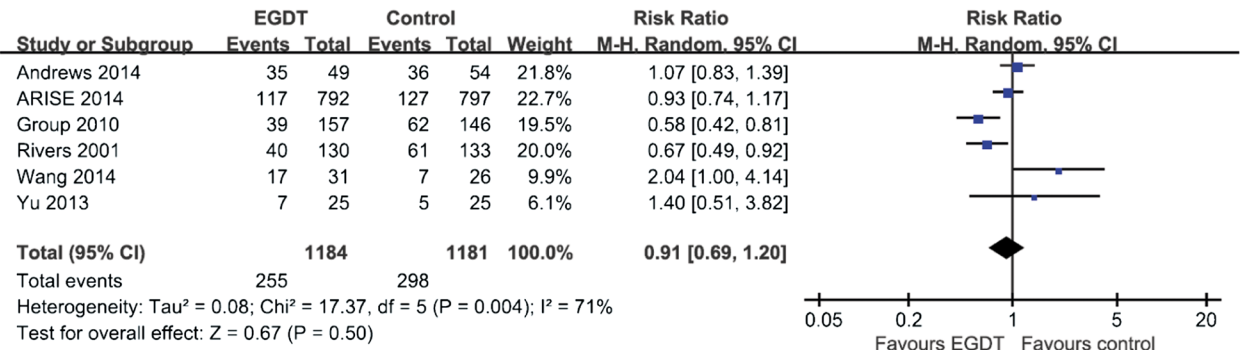 EGDT Control Risk Ratio Risk Ratio
Study or Subgroup Events Total Events Total Weight M-H. Random. 95% CI M-H. Random. 95% CI
Andrews 2014 35 49 36 54 21.8% 1.07 [0.83, 1.39]
ARISE 2014 117 792 127 797 22.7% 0.93 [0.74, 1.17]
Group 2010 39 157 62 146 19.5% 0.58 [0.42, 0.81]
Rivers 2001 40 130 61 133 20.0% 0.67 [0.49, 0.92]
Wang 2014 17 31 7 26 9.9% 2.04 [1.00, 4.14]
Yu 2013 7 25 5 25 6.1% 1.40 [0.51, 3.82]
Total (95% CI) 1184 1181 100.0% 0.91 [0.69, 1.20]
Total events 255 298
Heterogeneity: Tau² = 0.08; Chi² = 17.37, df = 5 (P = 0.004); I² = 71%
Test for overall effect: Z = 0.67 (P = 0.50)
0.05 0.2 1 5 20
Favours EGDT Favours control